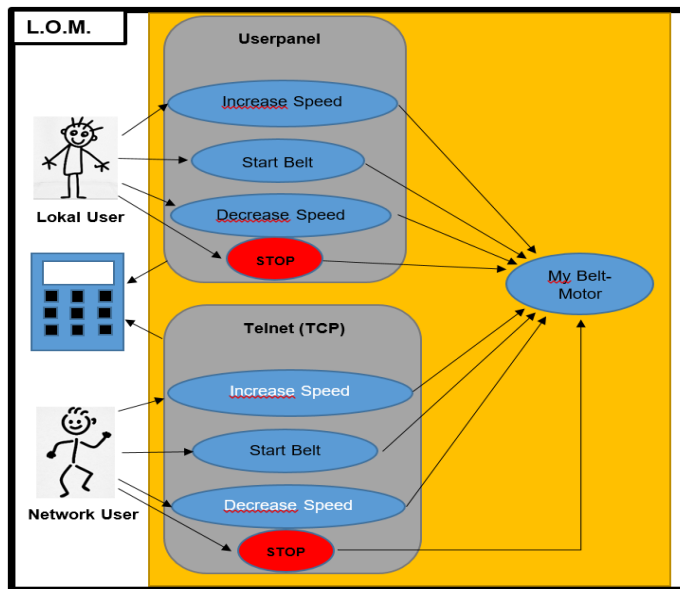 L.O.M.
Userpanel
Increase Speed
Start Belt
Decrease Speed
STOP
Lokal User
My Belt-
Motor
Telnet (TCP)
Increase Speed
Start Belt
Decrease Speed
STOP
Network User